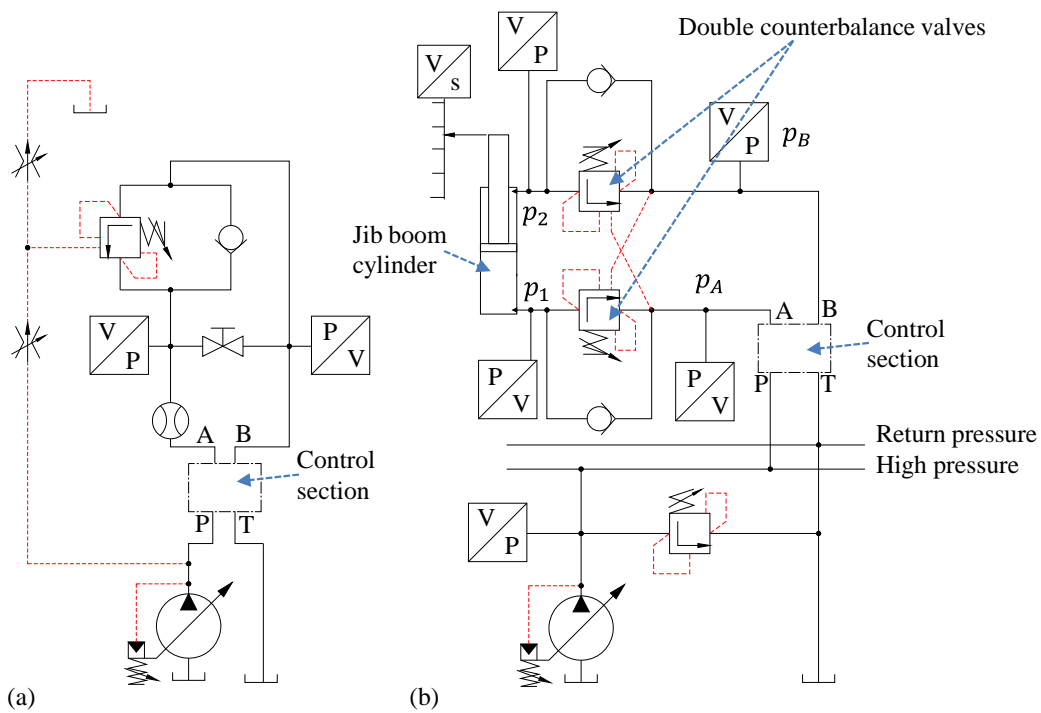 V
P
V
s
Double counterbalance valves
V
P
p_B
p_2
Jib boom
cylinder
p_1
p_A
V
P
P
V
P
V
P
V
A
B
Control
section
P
T
A
B
Control
section
P
T
Return pressure
High pressure
V
P
(a)
(b)